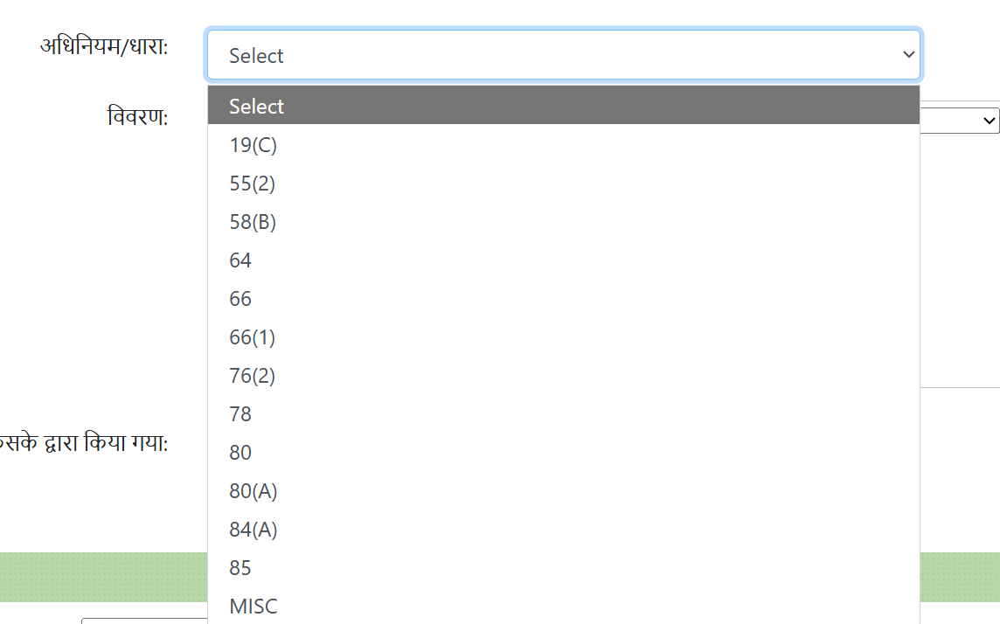 अधिनियम/धारा:
Select
Select
विवरण:
19(C)
55(2)
58(B)
64
66
66(1)
76(2)
78
द्वारा किया गया:
80
80(A)
84(A)
85
MISC